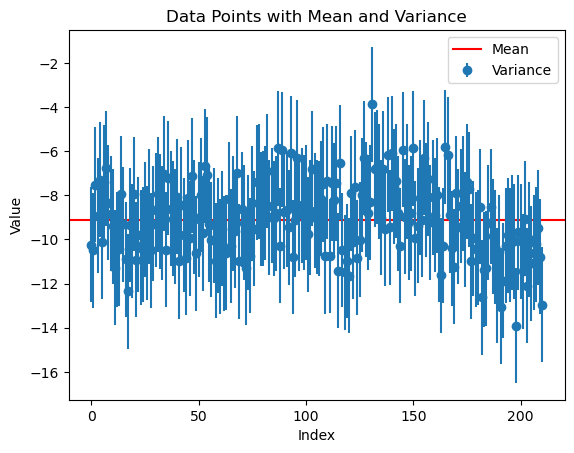 Data Points with Mean and Variance
Mean
Variance
−2
−4
−6
−8
−10
−12
−14
−16
Value
0
50
100
150
200
Index